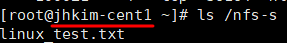 [root@jhkim-cent1 ~]# ls /nfs-s
linux_test.txt